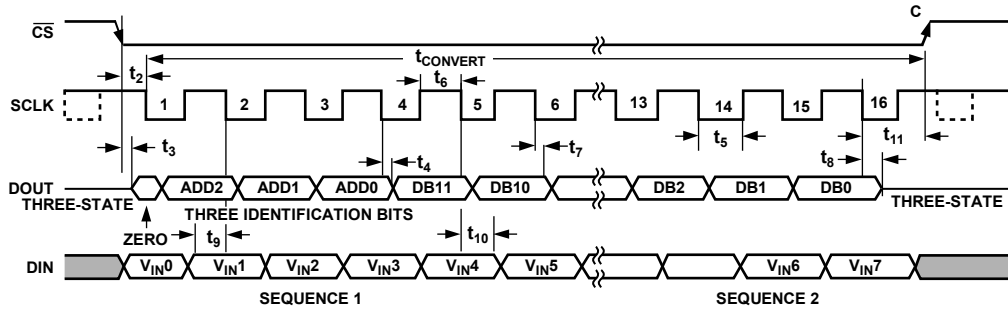 CS C
t2 tCONVERT
t6
SCLK 1 2 3 4 5 6 13 14 15 16
t3 t4 t7 t5 t8 t11
DOUT ADD2 ADD1 ADD0 DB11 DB10 DB2 DB1 DB0
THREE-STATE THREE IDENTIFICATION BITS THREE-STATE
ZERO t9 t10
DIN VIN0 VIN1 VIN2 VIN3 VIN4 VIN5 VIN6 VIN7
SEQUENCE 1 SEQUENCE 2